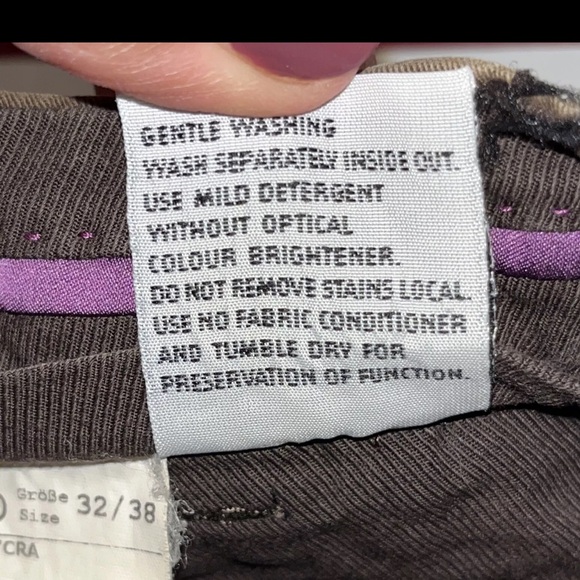 GENTLE WASHING
WASH SEPARATELY INSIDE OUT.
USE MILD DETERGENT
WITHOUT OPTICAL
COLOUR BRIGHTENER.
DO NOT REMOVE STAINS LOCAL.
USE NO FABRIC CONDITIONER
AND TUMBLE DRY FOR
PRESERVATION OF FUNCTION.
Größe 32/38
Size
CRA